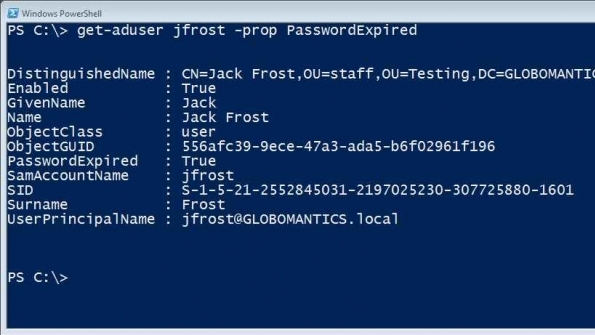 Windows PowerShell
PS C:\> get-aduser jfrost -prop PasswordExpired
DistinguishedName : CN=Jack Frost,OU=staff,OU=Testing,DC=GLOBOMANTIC
Enabled : True
GivenName : Jack
Name : Jack Frost
ObjectClass : user
ObjectGUID : 556afc39-9ece-47a3-ada5-b6f02961f196
PasswordExpired : True
SamAccountName : jfrost
SID : S-1-5-21-2552845031-2197025230-307725880-1601
Surname : Frost
UserPrincipalName : jfrost@GLOBOMANTICS.local
PS C:\>